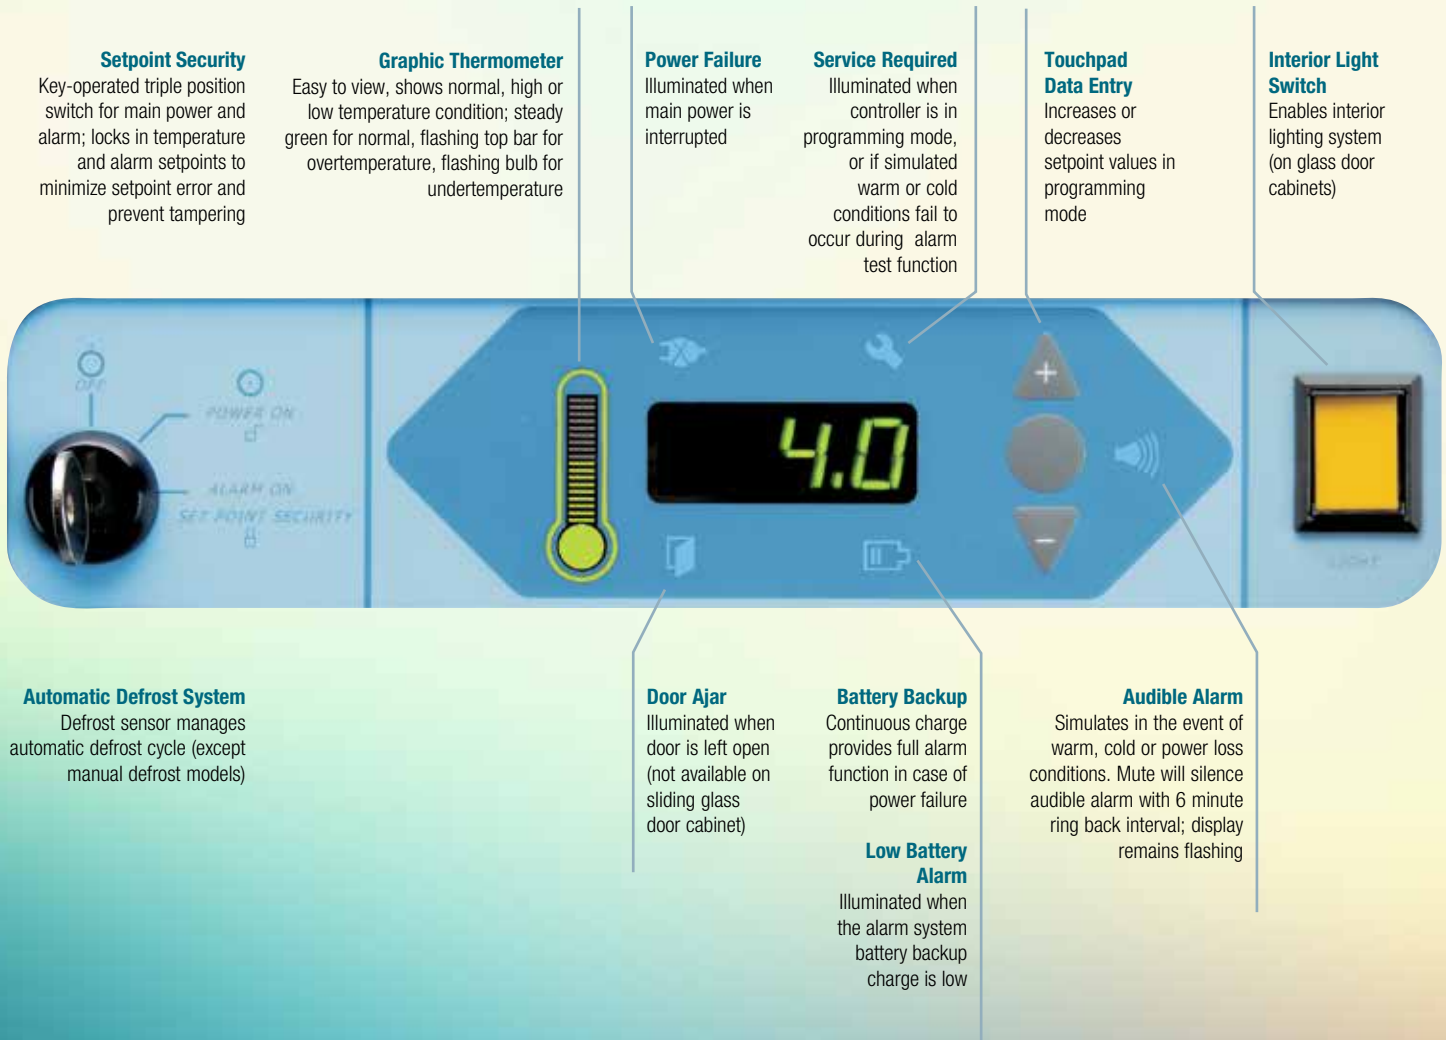 Setpoint Security
Key-operated triple position
switch for main power and
alarm; locks in temperature
and alarm setpoints to
minimize setpoint error and
prevent tampering
Graphic Thermometer
Easy to view, shows normal, high or
low temperature condition; steady
green for normal, flashing top bar for
overtemperature, flashing bulb for
undertemperature
Power Failure
Illuminated when
main power is
interrupted
Service Required
Illuminated when
controller is in
programming mode,
or if simulated
warm or cold
conditions fail to
occur during alarm
test function
Touchpad
Data Entry
Increases or
decreases
setpoint values in
programming
mode
Interior Light
Switch
Enables interior
lighting system
(on glass door
cabinets)
OFF
POWER ON
ALARM ON
SET POINT SECURITY
4.0
+
−
LIGHT
Automatic Defrost System
Defrost sensor manages
automatic defrost cycle (except
manual defrost models)
Door Ajar
Illuminated when
door is left open
(not available on
sliding glass
door cabinet)
Battery Backup
Continuous charge
provides full alarm
function in case of
power failure
Low Battery
Alarm
Illuminated when
the alarm system
battery backup
charge is low
Audible Alarm
Simulates in the event of
warm, cold or power loss
conditions. Mute will silence
audible alarm with 6 minute
ring back interval; display
remains flashing